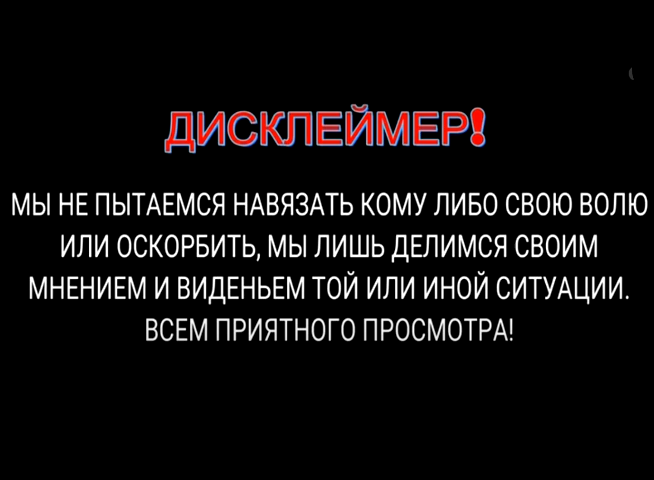 ДИСКЛЕЙМЕР!
МЫ НЕ ПЫТАЕМСЯ НАВЯЗАТЬ КОМУ ЛИБО СВОЮ ВОЛЮ
ИЛИ ОСКОРБИТЬ, МЫ ЛИШЬ ДЕЛИМСЯ СВОИМ
МНЕНИЕМ И ВИДЕНЬЕМ ТОЙ ИЛИ ИНОЙ СИТУАЦИИ.
ВСЕМ ПРИЯТНОГО ПРОСМОТРА!